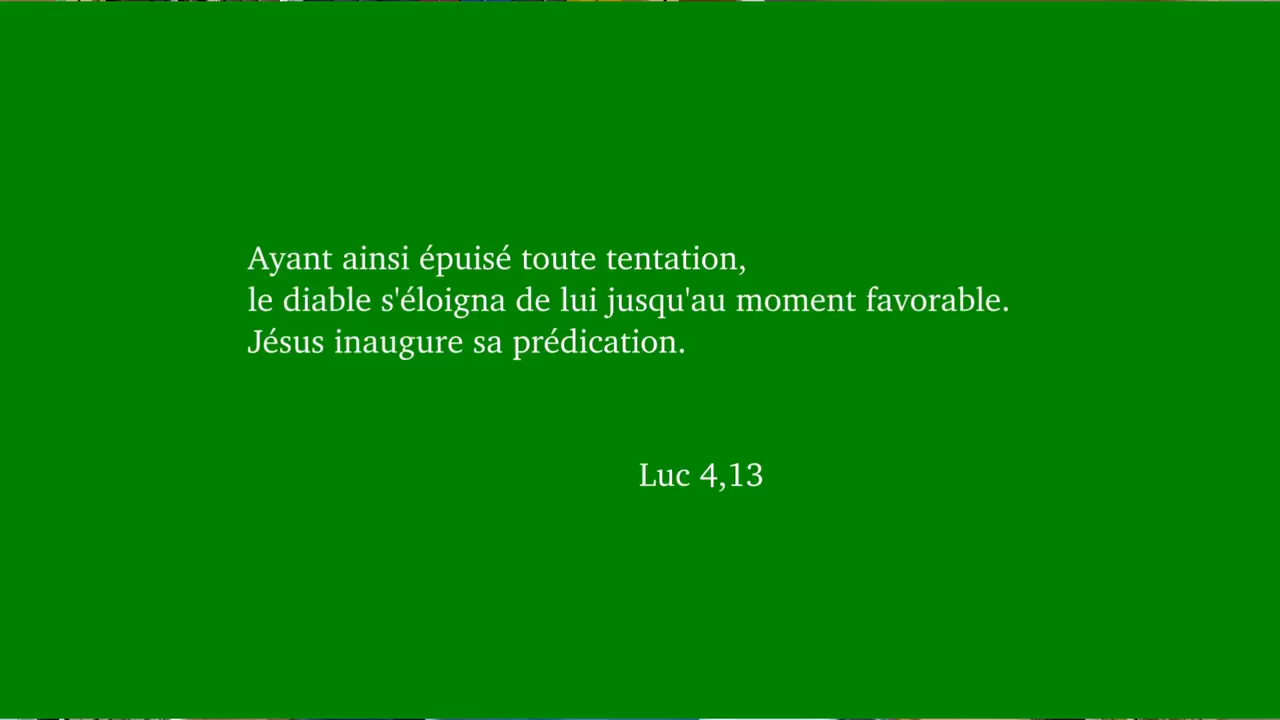 Ayant ainsi épuisé toute tentation,
le diable s'éloigna de lui jusqu'au moment favorable.
Jésus inaugure sa prédication.
Luc 4,13